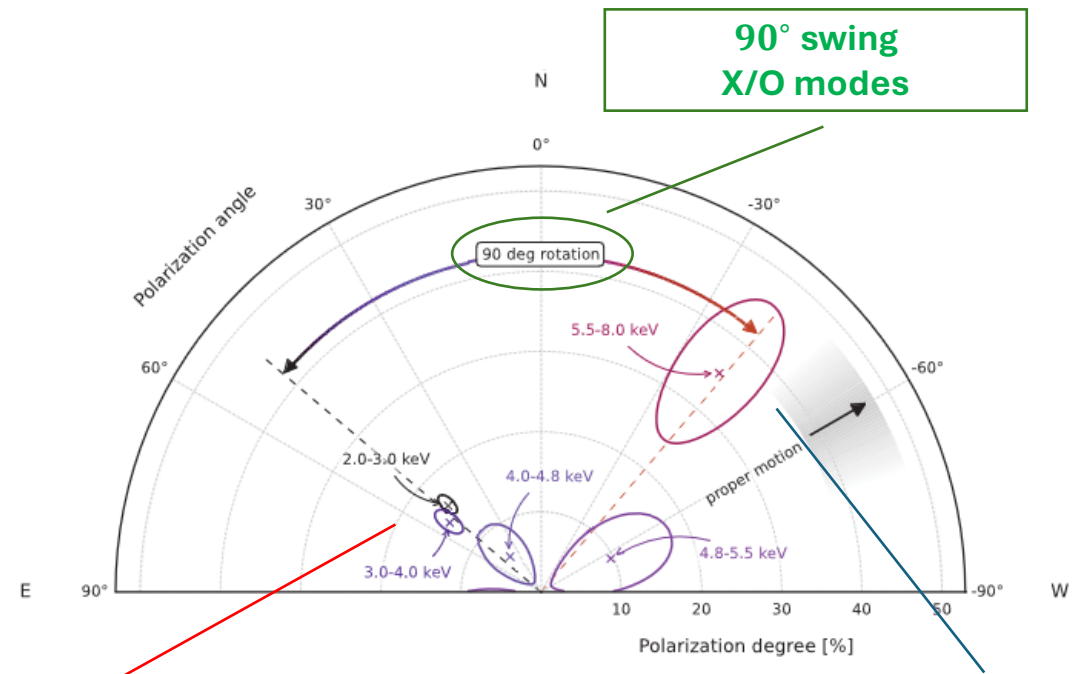 90° swing
X/O modes
N
0°
30°
-30°
Polarization angle
90 deg rotation
5.5-8.0 keV
60°
-60°
2.0-3.0 keV
4.0-4.8 keV
proper motion
3.0-4.0 keV
4.8-5.5 keV
E
90°
-90°
W
10
20
30
40
50
Polarization degree [%]